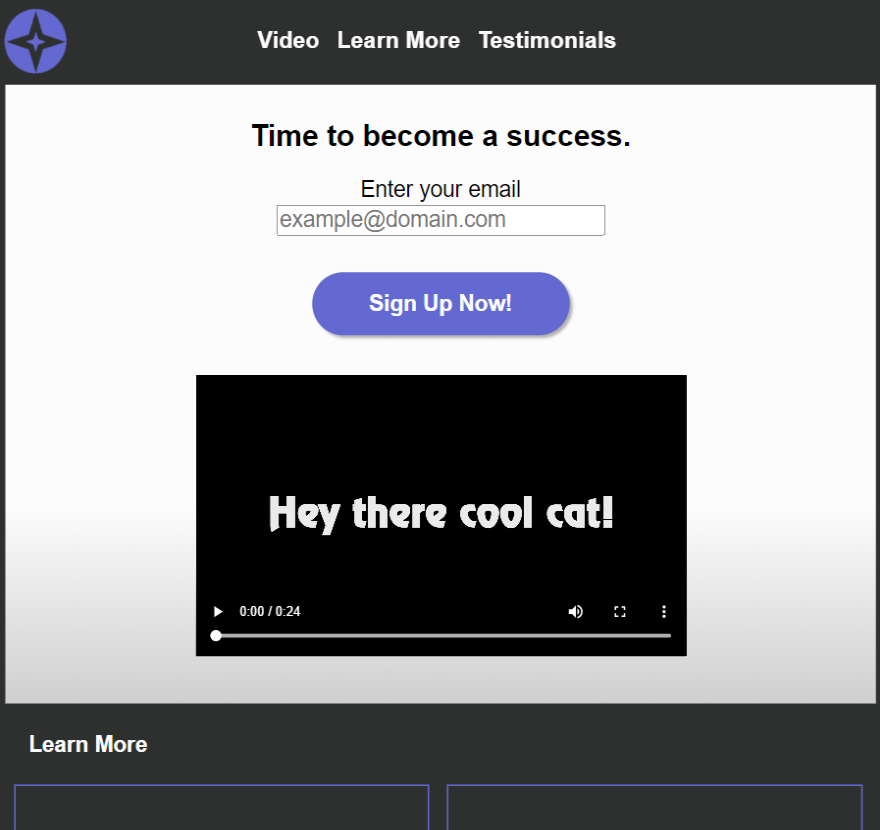 Video Learn More Testimonials
Time to become a success.
Enter your email
example@domain.com
Sign Up Now!
Hey there cool cat!
0:00 / 0:24
Learn More